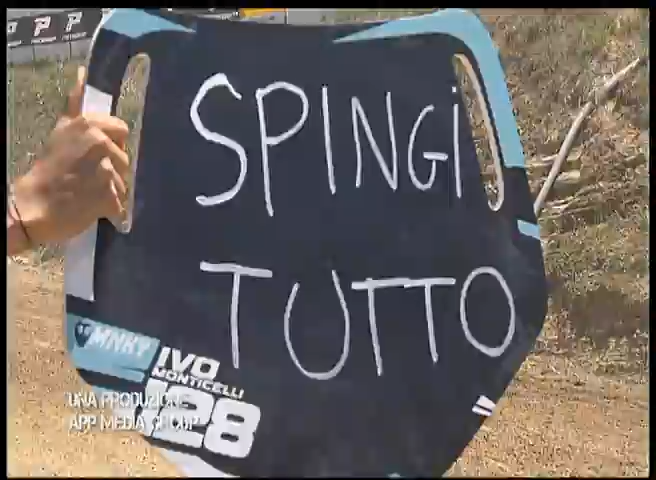 SPINGi
TUTTO
MNKY
IVO
MONTICELLI
128
UNA PRODUZIONE
APP MEDIA GROUP